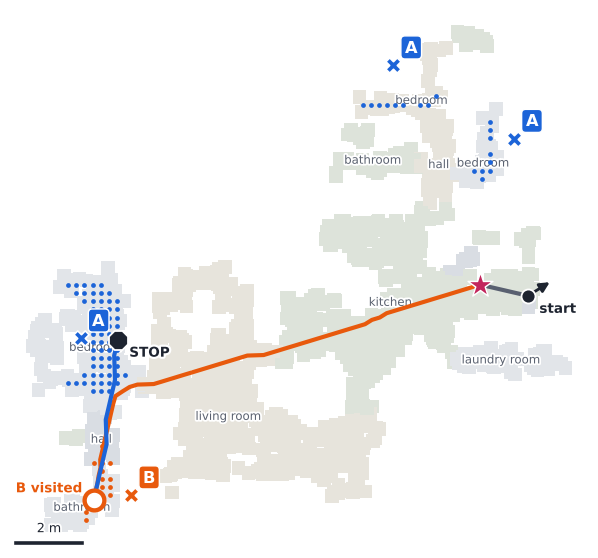 A
bedroom
A
bathroom
hall
bedroom
kitchen
start
A
bedroom
STOP
laundry room
living room
hall
B
B visited
bathroom
2 m